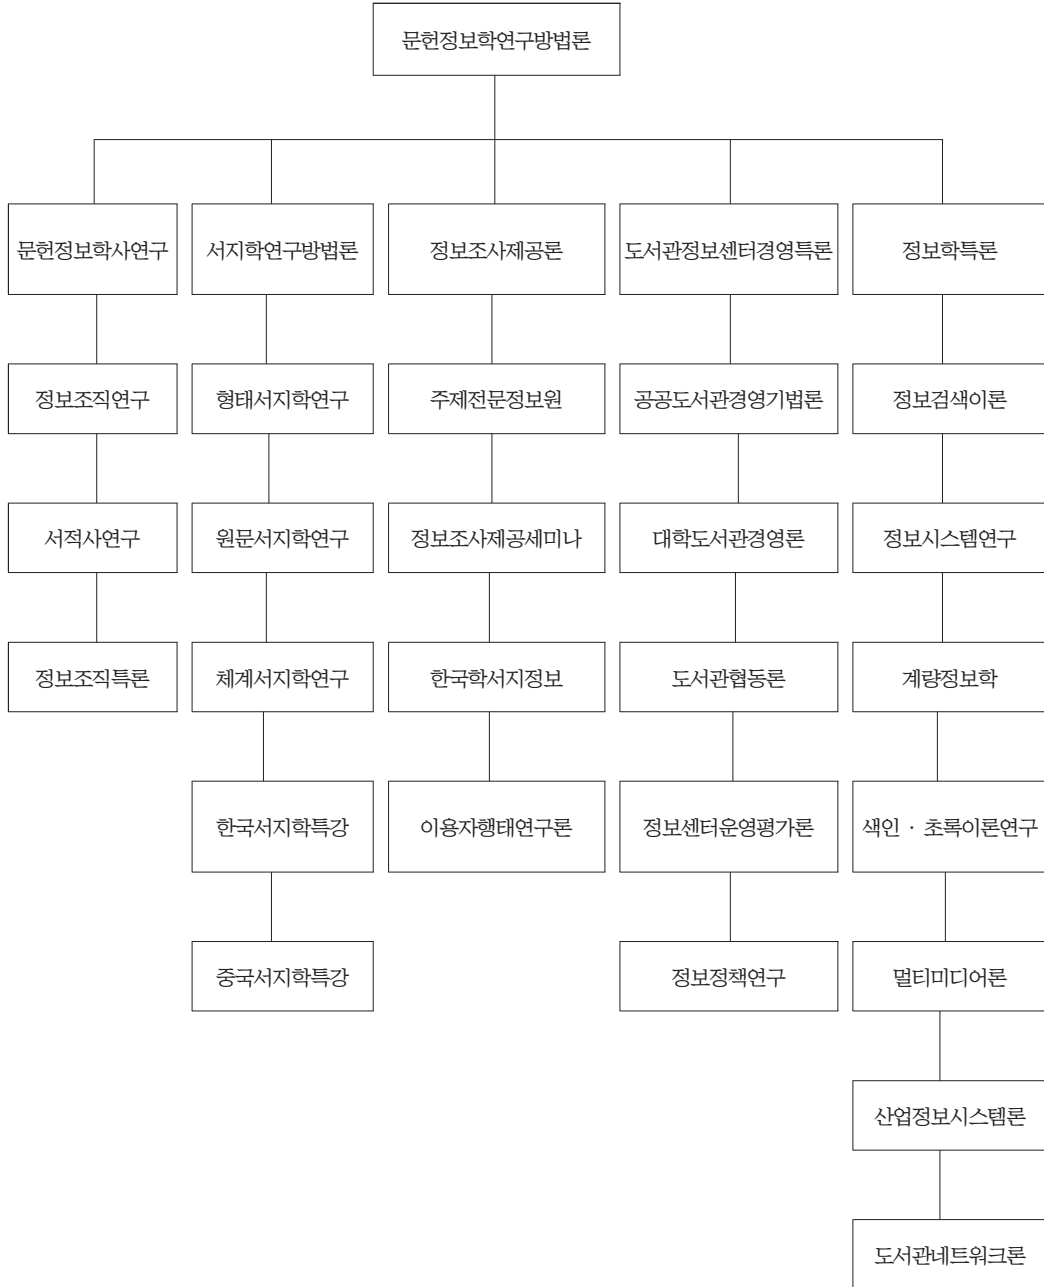 문헌정보학연구방법론
문헌정보학사연구
서지학연구방법론
정보조사제공론
도서관정보센터경영특론
정보학특론
정보조직연구
형태서지학연구
주제전문정보원
공공도서관경영기법론
정보검색이론
서적사연구
원문서지학연구
정보조사제공세미나
대학도서관경영론
정보시스템연구
정보조직특론
체계서지학연구
한국학서지정보
도서관협동론
계량정보학
한국서지학특강
이용자행태연구론
정보센터운영평가론
색인 · 초록이론연구
중국서지학특강
정보정책연구
멀티미디어론
산업정보시스템론
도서관네트워크론